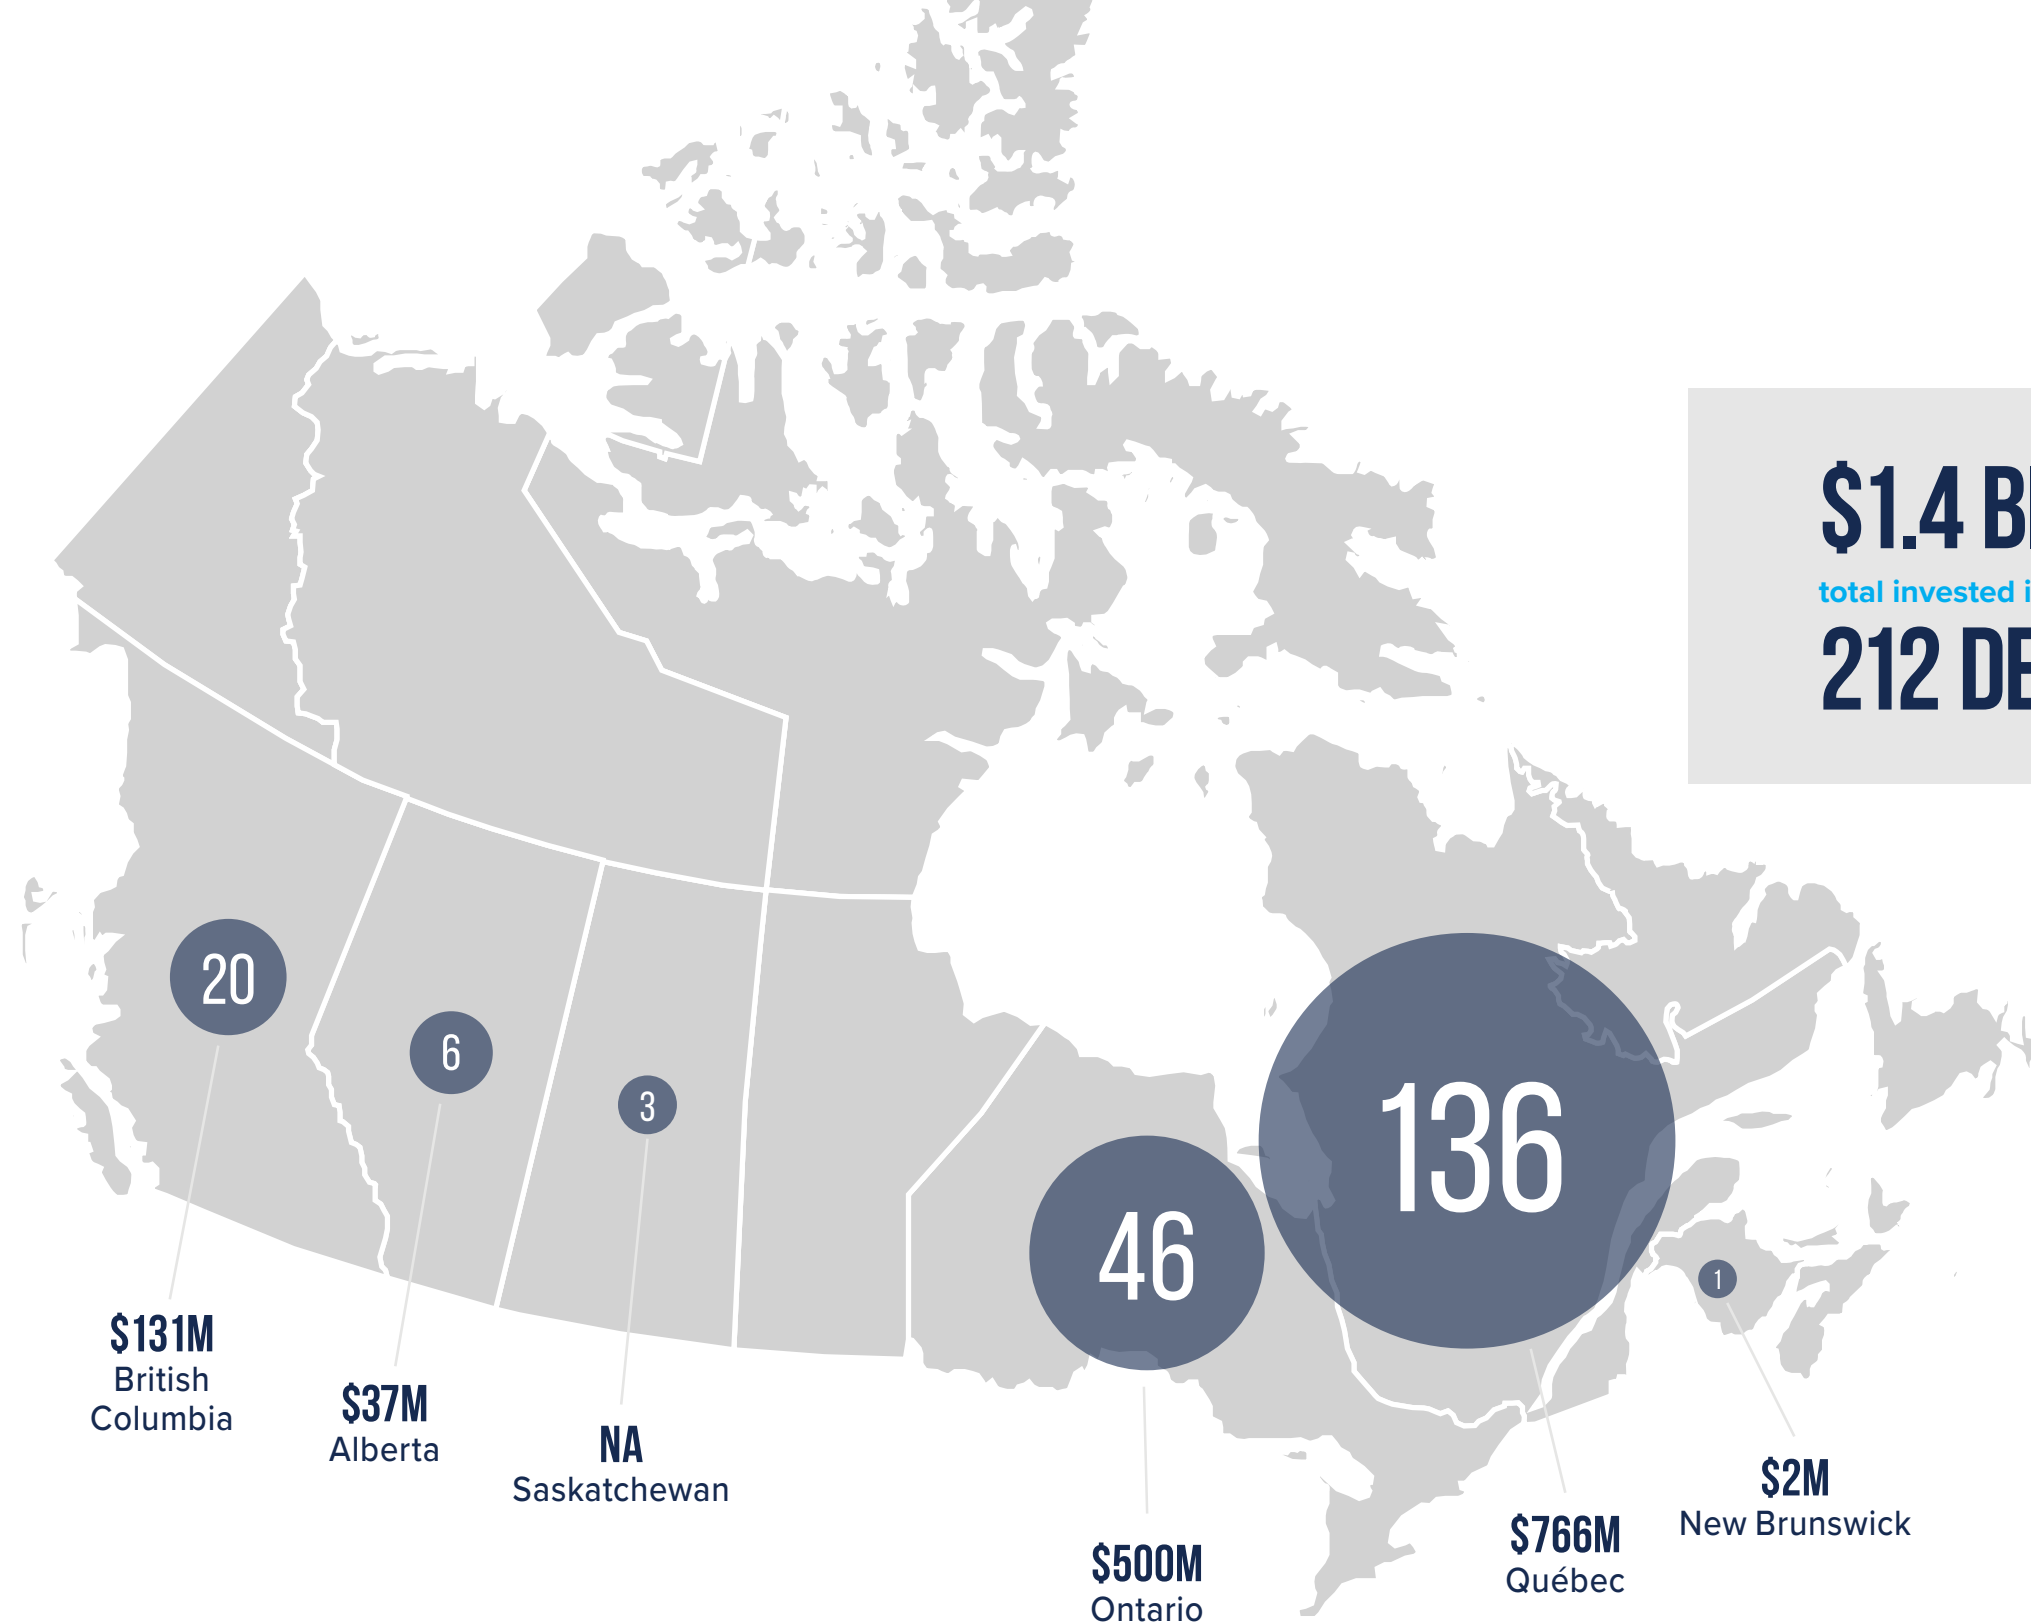 $1.4
total invested
212
20
6
3
136
46
1
$131M
British
Columbia
$37M
Alberta
NA
Saskatchewan
$2M
New Brunswick
$766M
Québec
$500M
Ontario